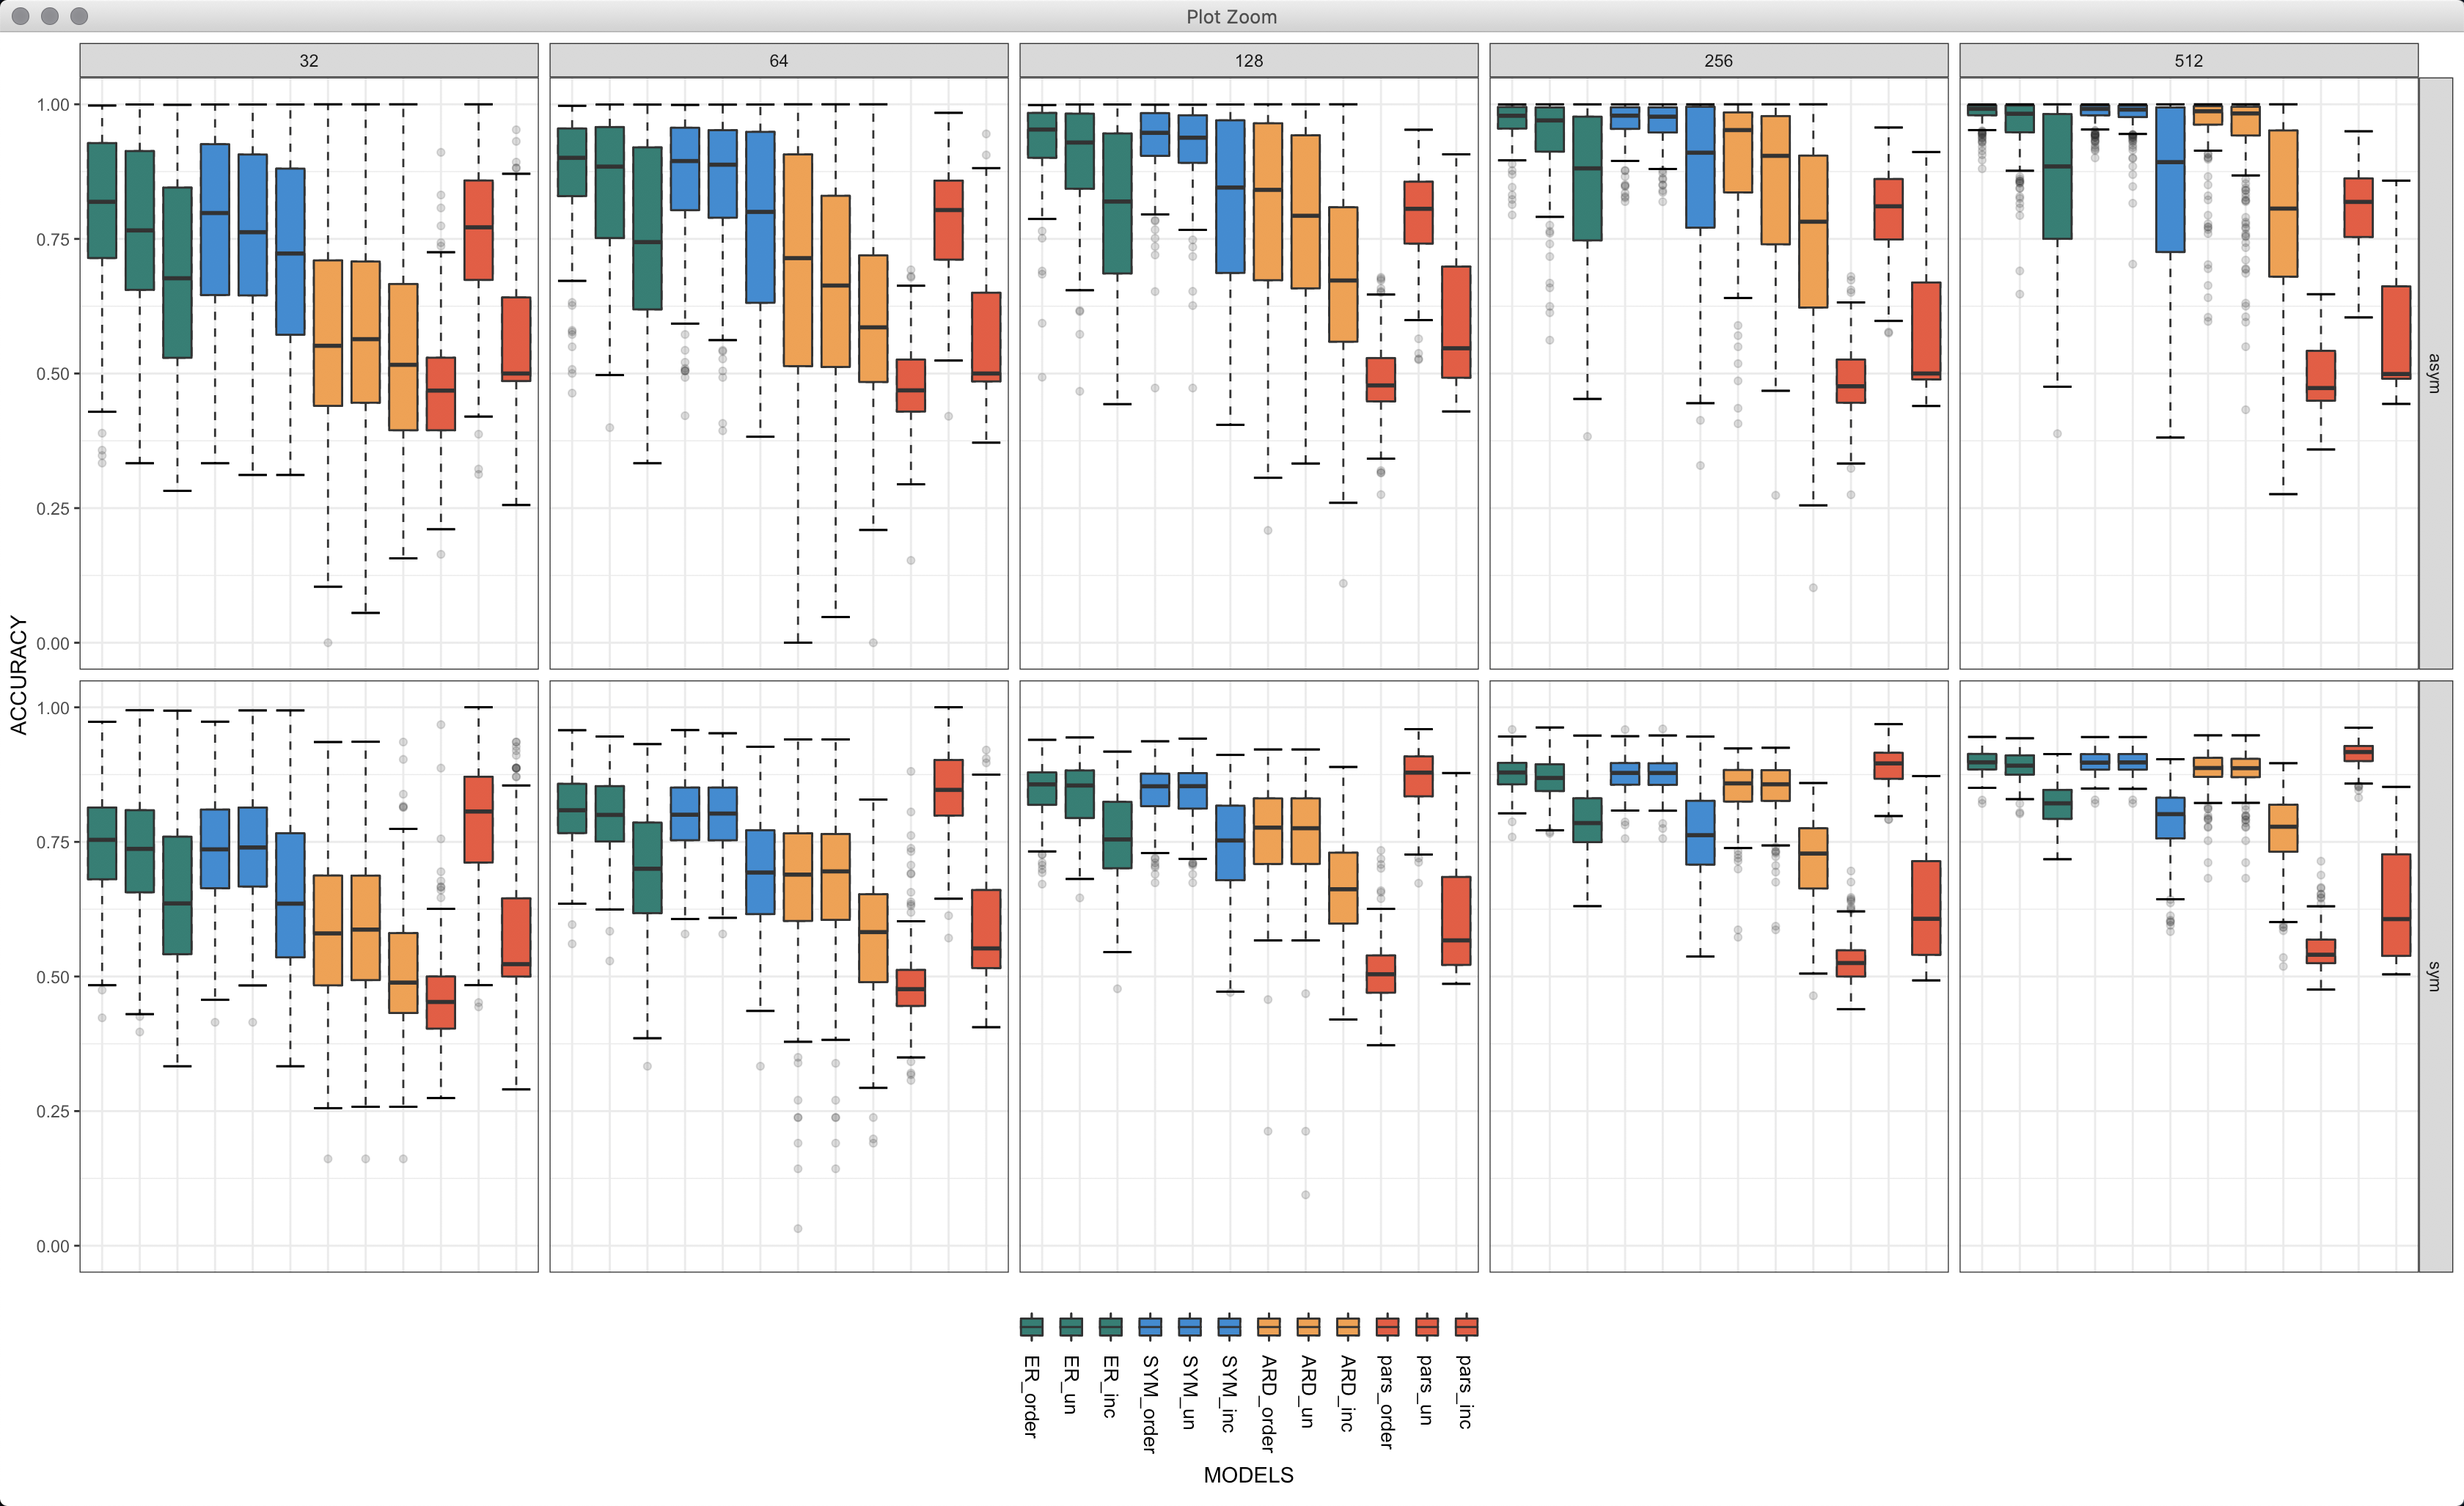 Plot Zoom
32
64
128
256
512
1.00
0.75
0.50
0.25
0.00
asym
ACCURACY
1.00
0.75
0.50
0.25
0.00
sym
ER_order
ER_un
ER_inc
SYM_order
SYM_un
SYM_inc
ARD_order
ARD_un
ARD_inc
pars_order
pars_un
pars_inc
MODELS